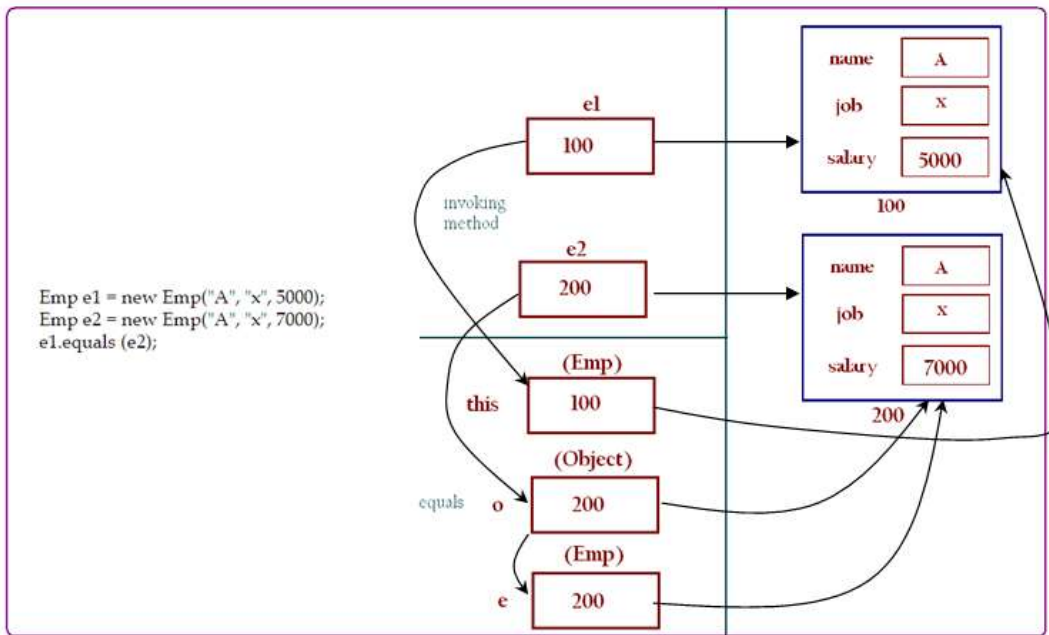 Emp e1 = new Emp("A", "x", 5000);
Emp e2 = new Emp("A", "x", 7000);
e1.equals (e2);
e1
100
invoking
method
e2
200
(Emp)
this
100
(Object)
equals
o
200
(Emp)
e
200
name
A
job
x
salary
5000
100
name
A
job
x
salary
7000
200